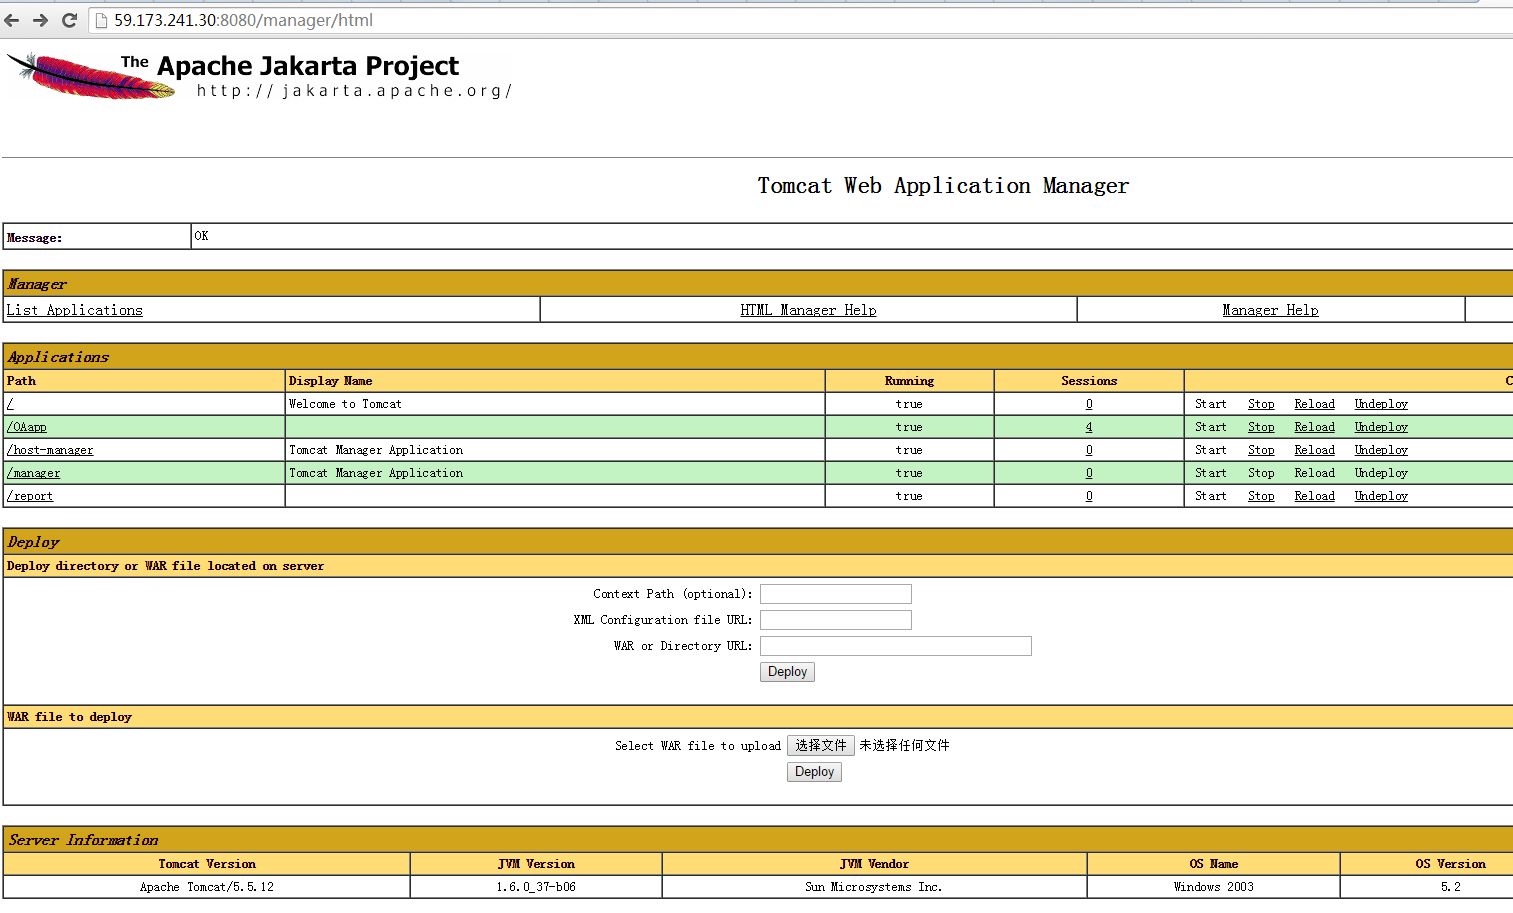 59.173.241.30:8080/manager/html
The Apache Jakarta Project
http://jakarta.apache.org/
Tomcat Web Application Manager
Message: OK
Manager
List Applications HTML Manager Help Manager Help
Applications
Path Display Name Running Sessions C
/ Welcome to Tomcat true 0 Start Stop Reload Undeploy
/OAapp true 4 Start Stop Reload Undeploy
/host-manager Tomcat Manager Application true 0 Start Stop Reload Undeploy
/manager Tomcat Manager Application true 0 Start Stop Reload Undeploy
/report true 0 Start Stop Reload Undeploy
Deploy
Deploy directory or WAR file located on server
Context Path (optional):
XML Configuration file URL:
WAR or Directory URL:
Deploy
WAR file to deploy
Select WAR file to upload 选择文件 未选择任何文件
Deploy
Server Information
Tomcat Version JVM Version JVM Vendor OS Name OS Version
Apache Tomcat/5.5.12 1.6.0_37-b06 Sun Microsystems Inc. Windows 2003 5.2